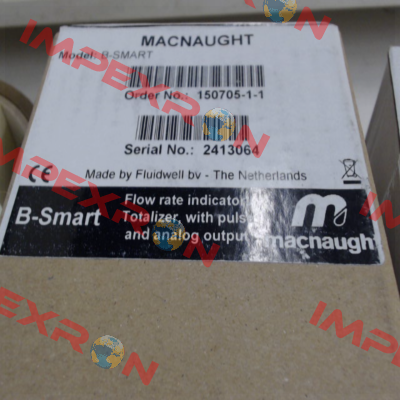 MACNAUGHT
Model: B-SMART
Order No.: 150705-1-1
Serial No.: 2413064
CE
Made by Fluidwell bv - The Netherlands
B-Smart
Flow rate indicator
Totalizer, with pulse
and analog output
macnaught
IMPEXRON
IMPEXRON
IMPEXRON